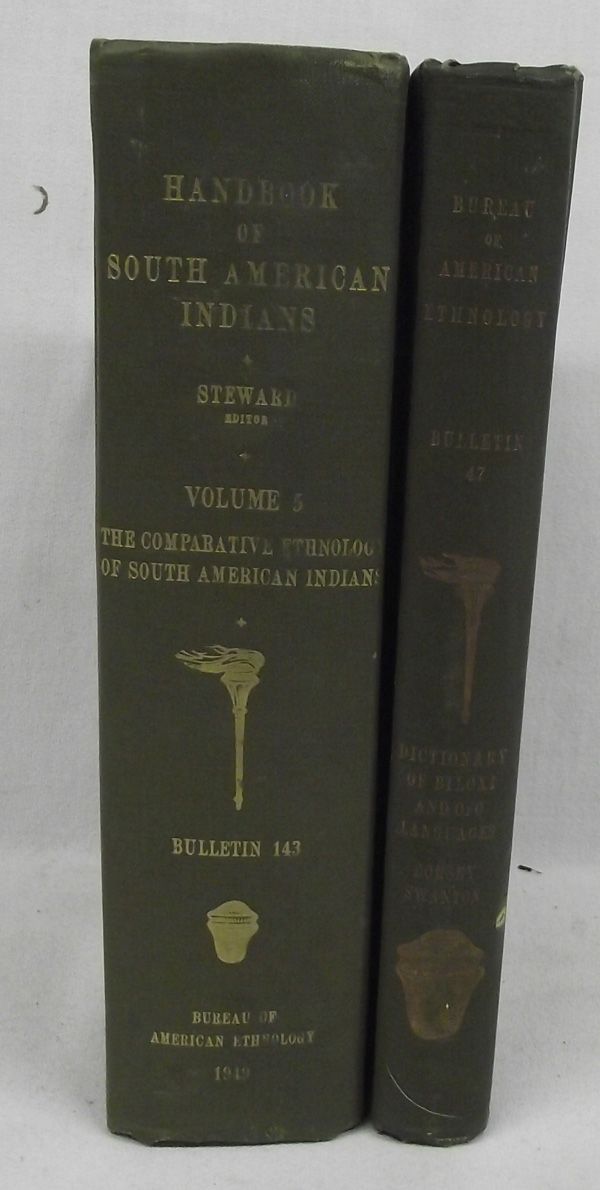 HANDBOOK
OF
SOUTH AMERICAN
INDIANS
STEWARD
EDITOR
VOLUME 5
THE COMPARATIVE ETHNOLOGY
OF SOUTH AMERICAN INDIANS
BULLETIN 143
BUREAU OF
AMERICAN ETHNOLOGY
1949
BUREAU
OF
AMERICAN
ETHNOLOGY
BULLETIN
47
DICTIONARY
OF BILOXI
AND OFO
LANGUAGES
DORSEY
SWANTON